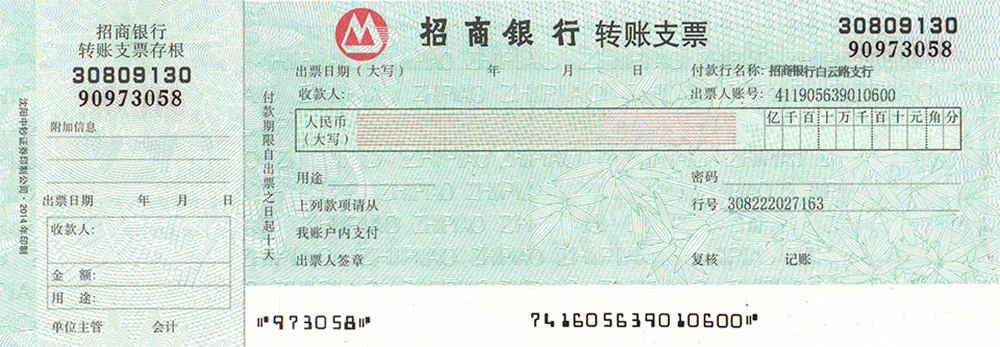 招商银行
转账支票存根
30809130
90973058
附加信息
出票日期 年 月 日
收款人:
金 额:
用 途:
单位主管 会计
沈阳中钞证券印制公司·2014年印制
付款期限自出票之日起十天
招商银行 转账支票
30809130
90973058
出票日期(大写) 年 月 日
付款行名称: 招商银行白云路支行
收款人:
出票人账号: 411905639010600
人民币
(大写)
亿 千 百 十 万 千 百 十 元 角 分
用途
密码
上列款项请从
行号 308222027163
我账户内支付
出票人签章
复核 记账
⑈973058⑈ 7416056390 10600⑈